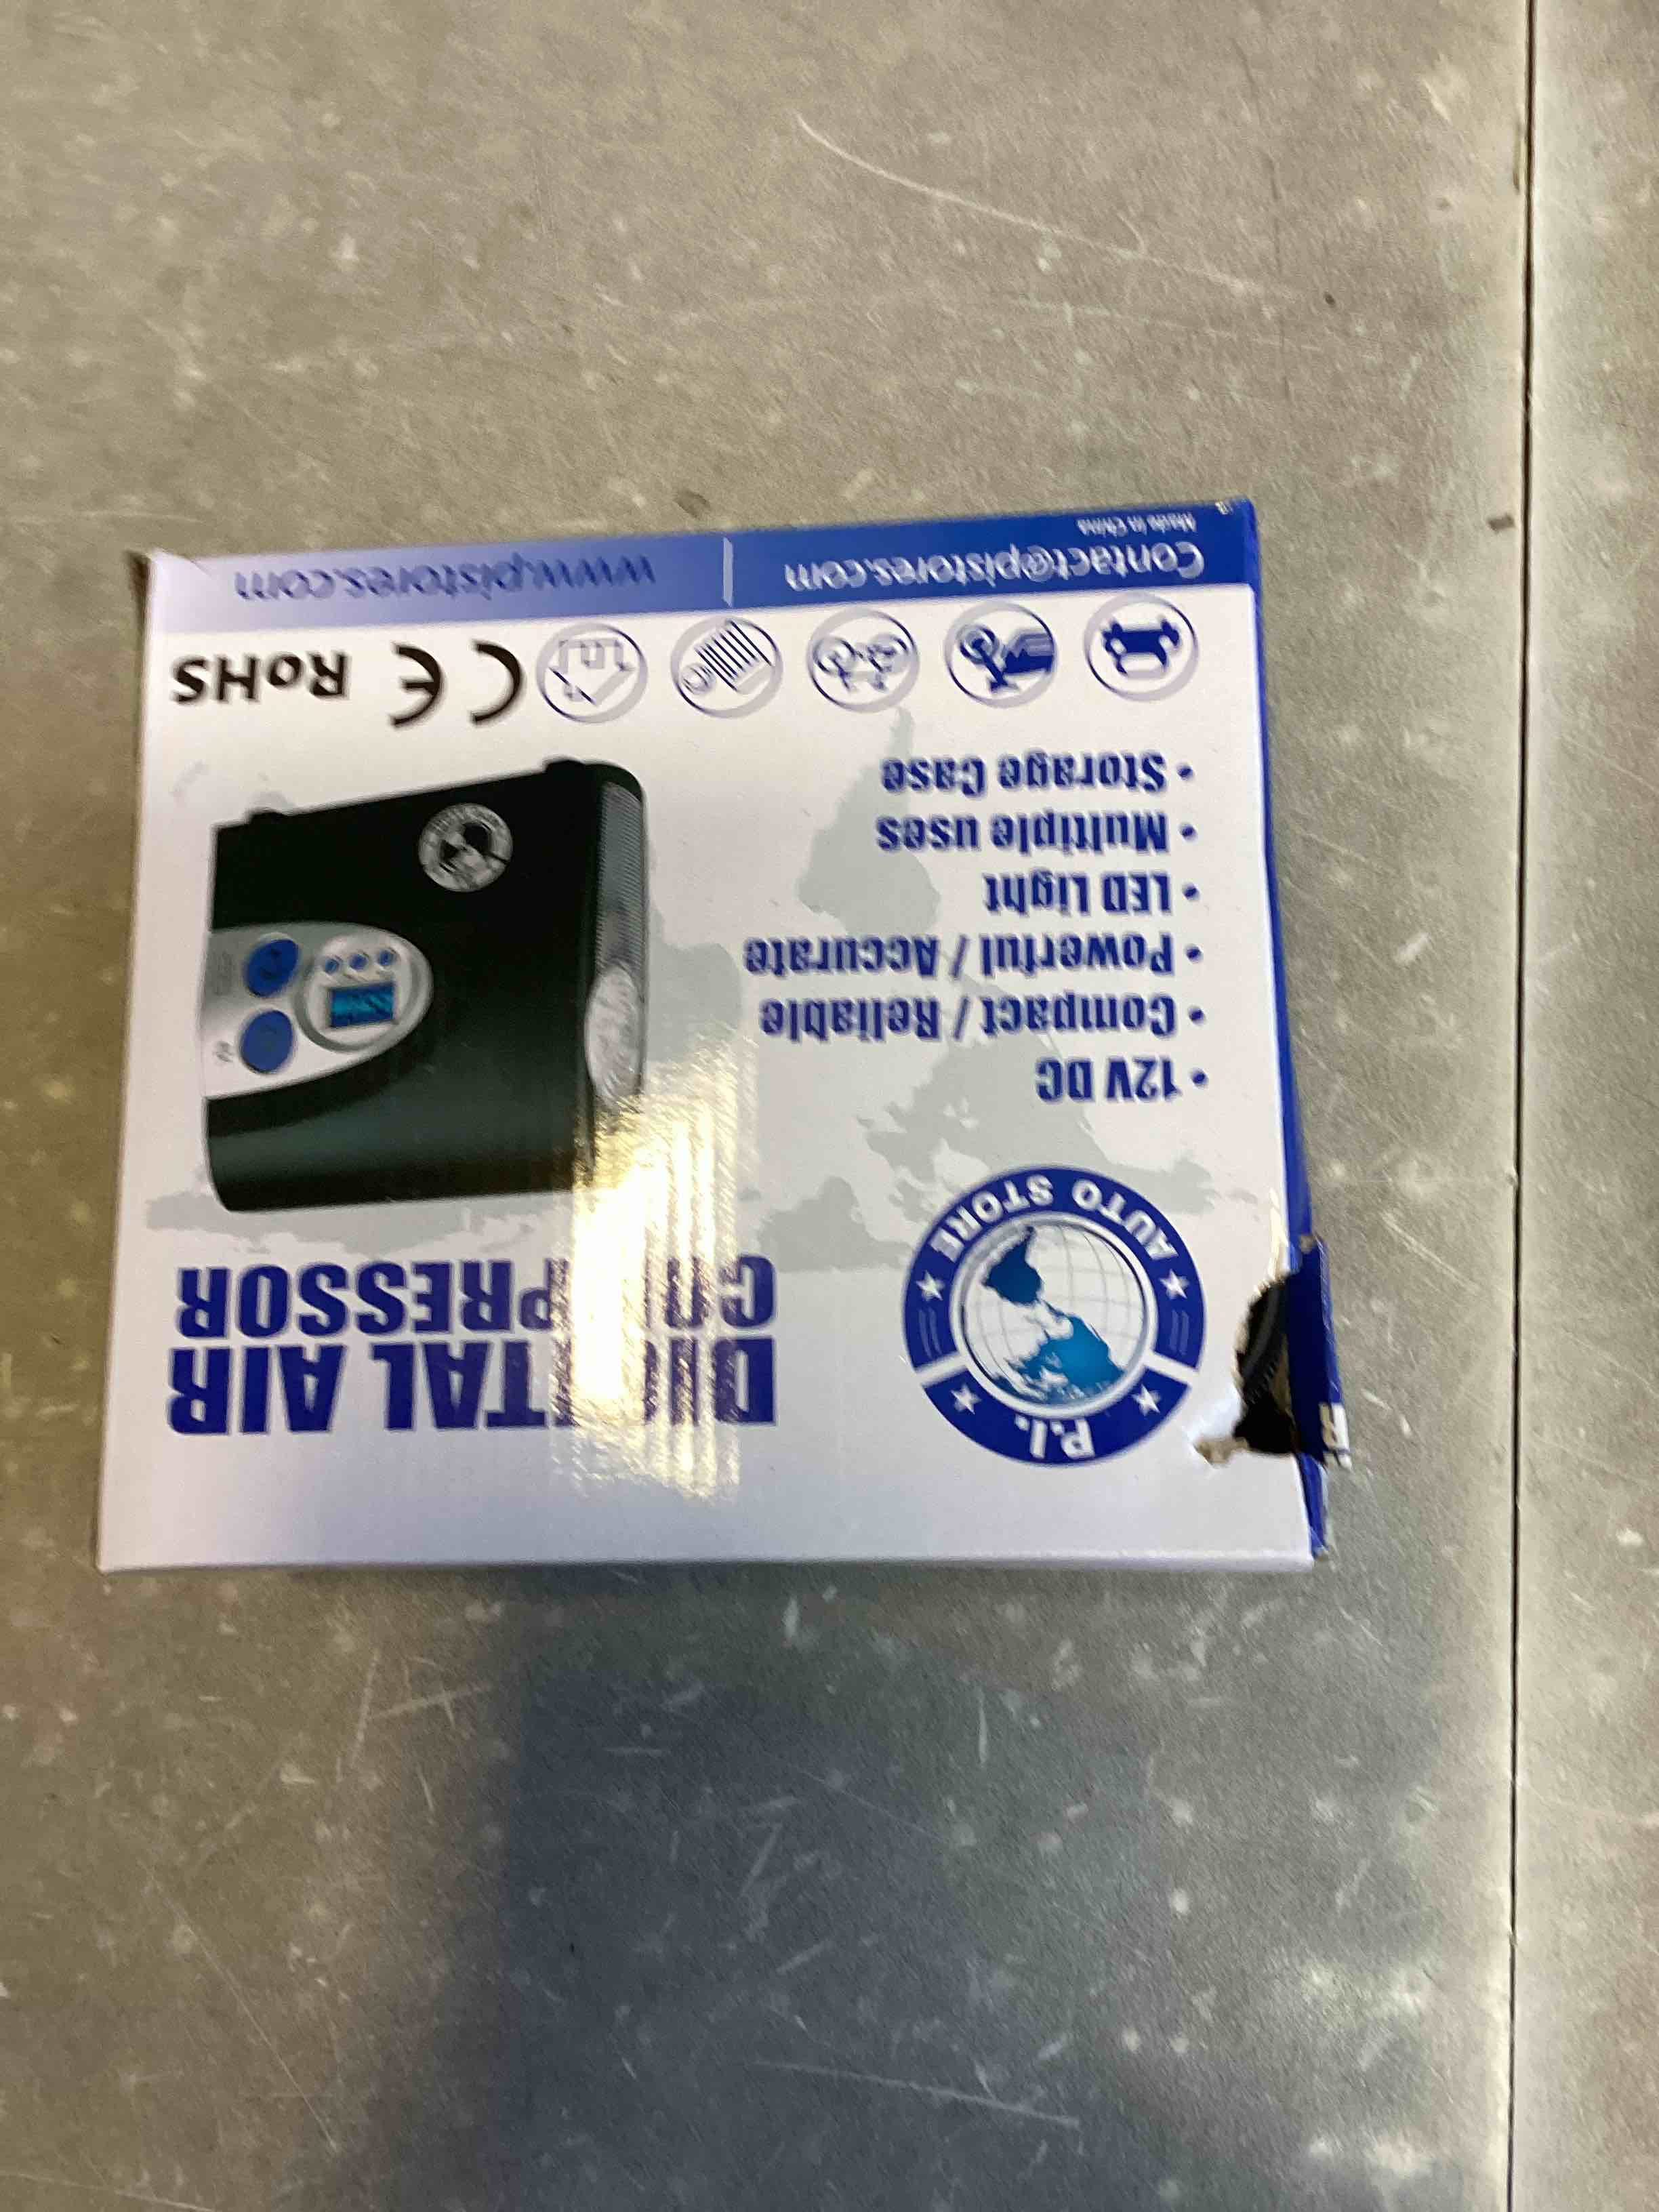 P.I.
AUTO STORE
DIGITAL AIR
COMPRESSOR
• 12V DC
• Compact / Reliable
• Powerful / Accurate
• LED Light
• Multiple uses
• Storage Case
CE RoHS
Contact@pistores.com | www.pistores.com
Made in China
R